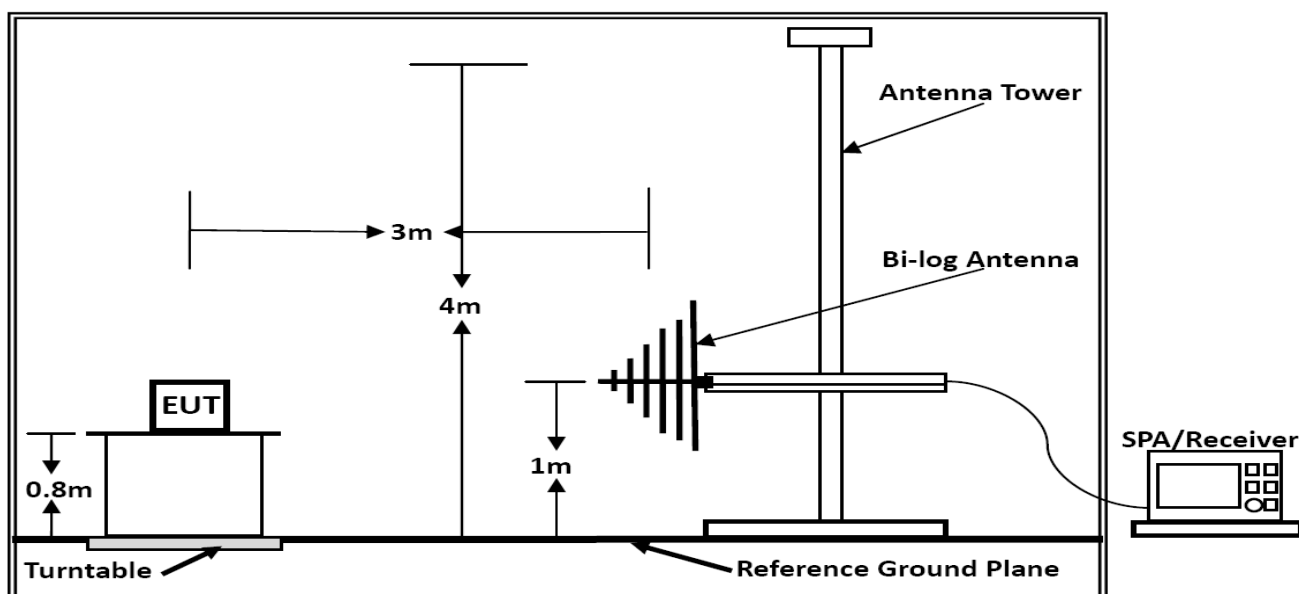 Antenna Tower
3m
Bi-log Antenna
4m
EUT
SPA/Receiver
1m
0.8m
Turntable
Reference Ground Plane